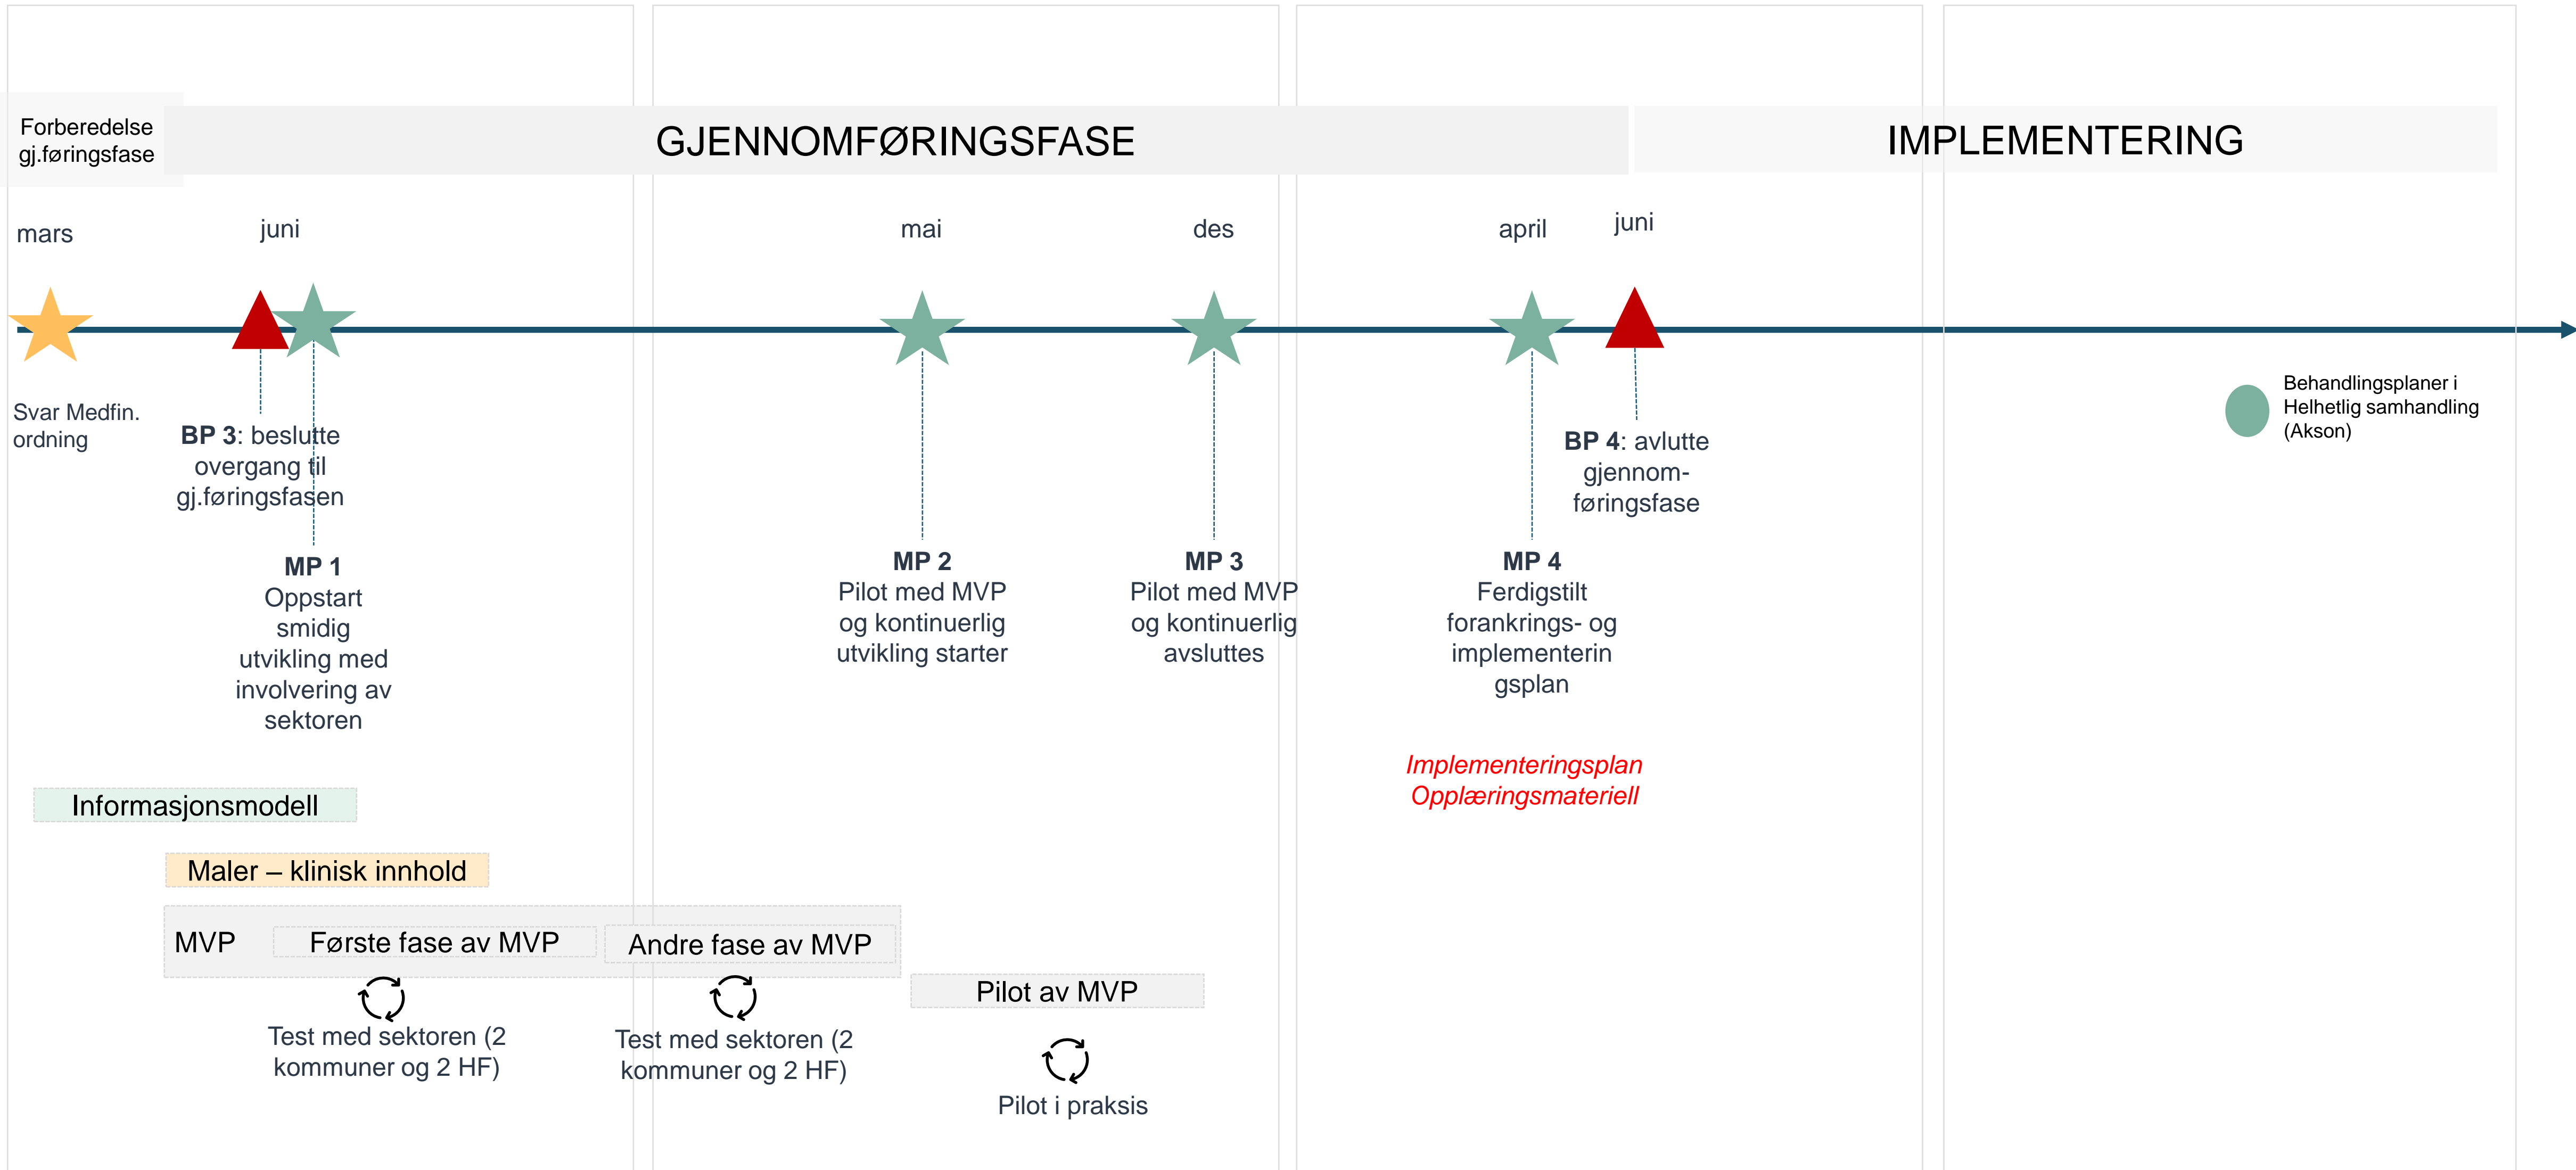 Forberedelse
gj.føringsfase
GJENNOMFØRINGSFASE
IMPLEMENTERING
mars
juni
mai
des
april
juni
Svar Medfin.
ordning
BP 3: beslutte
overgang til
gj.føringsfasen
BP 4: avlutte
gjennom-
føringsfase
Behandlingsplaner i
Helhetlig samhandling
(Akson)
MP 1
Oppstart
smidig
utvikling med
involvering av
sektoren
MP 2
Pilot med MVP
og kontinuerlig
utvikling starter
MP 3
Pilot med MVP
og kontinuerlig
avsluttes
MP 4
Ferdigstilt
forankrings- og
implementerin
gsplan
Implementeringsplan
Opplæringsmateriell
Informasjonsmodell
Maler – klinisk innhold
MVP
Første fase av MVP
Andre fase av MVP
Pilot av MVP
Test med sektoren (2
kommuner og 2 HF)
Test med sektoren (2
kommuner og 2 HF)
Pilot i praksis